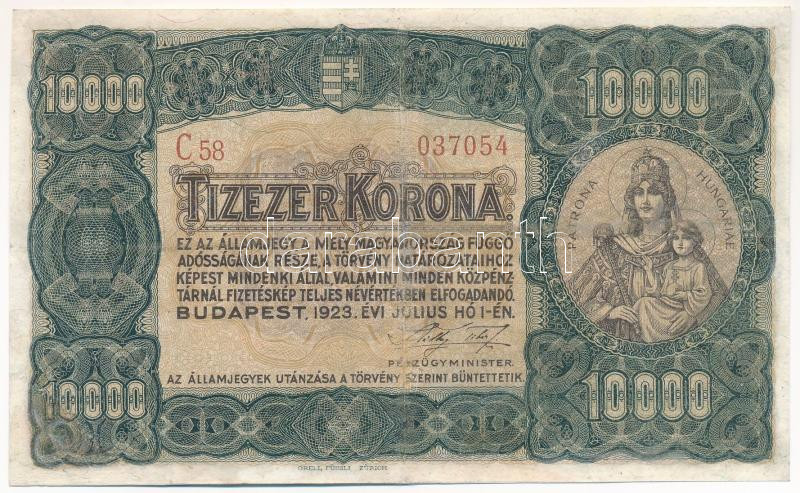 10000
10000
C 58
037054
TIZEZER KORONA.
EZ AZ ÁLLAMJEGY A MELY MAGYARORSZÁG FÜGGŐ
ADÓSSÁGÁNAK RÉSZE, A TÖRVÉNY HATÁROZATAIHOZ
KÉPEST MINDENKI ÁLTAL, VALAMINT MINDEN KÖZPÉNZ
TÁRNÁL FIZETÉSKÉP TELJES NÉVÉRTÉKBEN ELFOGADANDÓ.
BUDAPEST, 1923. ÉVI JÚLIUS HÓ 1-ÉN.
PÉNZÜGYMINISTER.
AZ ÁLLAMJEGYEK UTÁNZÁSA A TÖRVÉNY SZERINT BÜNTETTETIK
PATRONA HUNGARIAE
10000
10000
ORELL FÜSSLI ZÜRICH
darabanth